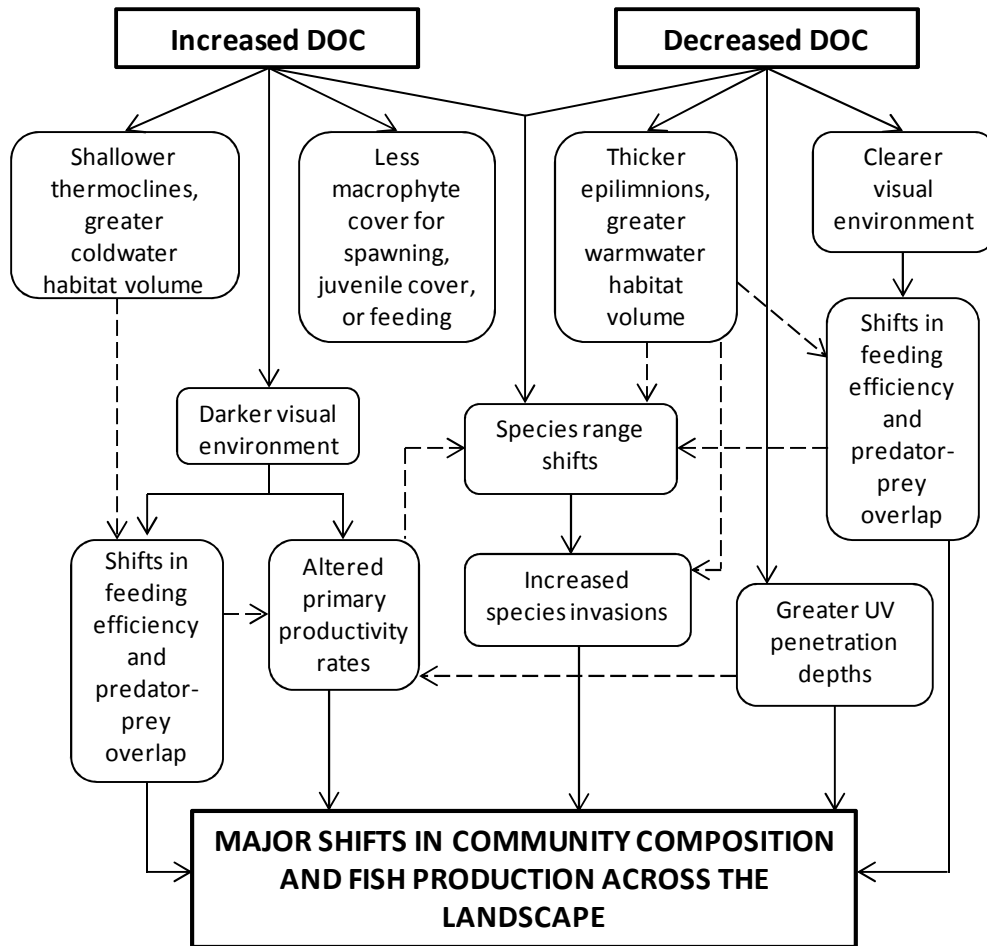 Increased DOC
Decreased DOC
Shallower
thermoclines,
greater
coldwater
habitat volume
Less
macrophyte
cover for
spawning,
juvenile cover,
or feeding
Thicker
epilimnions,
greater
warmwater
habitat
volume
Clearer
visual
environment
Shifts in
feeding
efficiency
and
predator-
prey
overlap
Darker visual
environment
Species range
shifts
Shifts in
feeding
efficiency
and
predator-
prey
overlap
Altered
primary
productivity
rates
Increased
species invasions
Greater UV
penetration
depths
MAJOR SHIFTS IN COMMUNITY COMPOSITION
AND FISH PRODUCTION ACROSS THE
LANDSCAPE